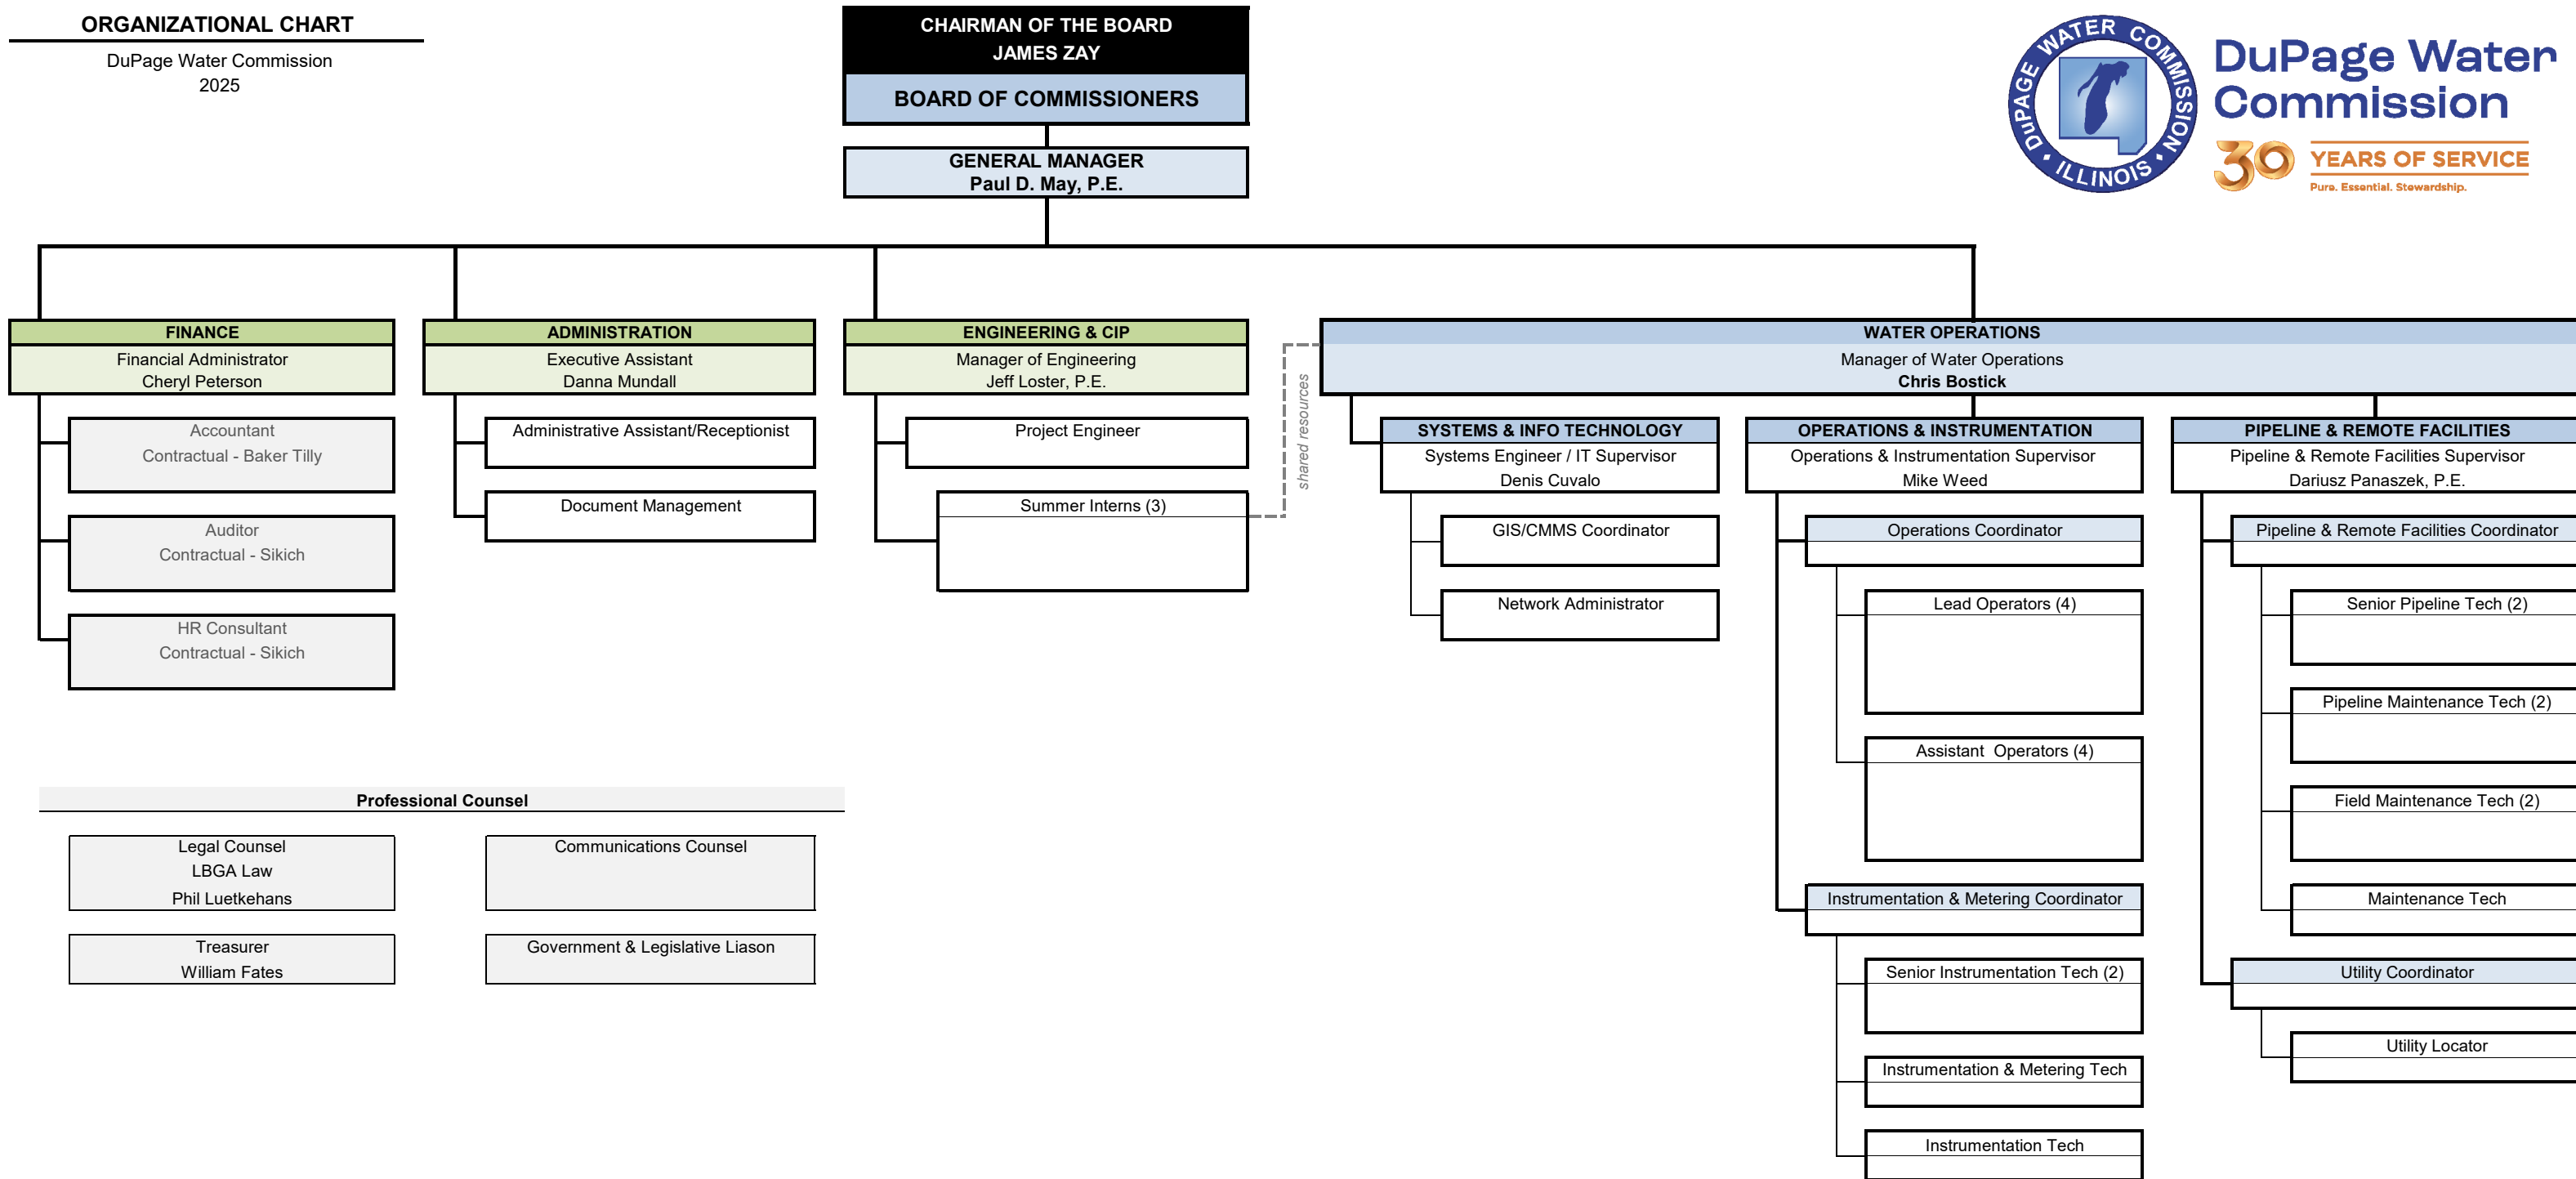 ORGANIZATIONAL CHART
DuPage Water Commission
2025
CHAIRMAN OF THE BOARD
JAMES ZAY
BOARD OF COMMISSIONERS
GENERAL MANAGER
Paul D. May, P.E.
DuPAGE WATER COMMISSION
• ILLINOIS •
DuPage Water
Commission
30 YEARS OF SERVICE
Pure. Essential. Stewardship.
FINANCE
Financial Administrator
Cheryl Peterson
Accountant
Contractual - Baker Tilly
Auditor
Contractual - Sikich
HR Consultant
Contractual - Sikich
ADMINISTRATION
Executive Assistant
Danna Mundall
Administrative Assistant/Receptionist
Document Management
ENGINEERING & CIP
Manager of Engineering
Jeff Loster, P.E.
Project Engineer
Summer Interns (3)
shared resources
WATER OPERATIONS
Manager of Water Operations
Chris Bostick
SYSTEMS & INFO TECHNOLOGY
Systems Engineer / IT Supervisor
Denis Cuvalo
GIS/CMMS Coordinator
Network Administrator
OPERATIONS & INSTRUMENTATION
Operations & Instrumentation Supervisor
Mike Weed
Operations Coordinator
Lead Operators (4)
Assistant  Operators (4)
Instrumentation & Metering Coordinator
Senior Instrumentation Tech (2)
Instrumentation & Metering Tech
Instrumentation Tech
PIPELINE & REMOTE FACILITIES
Pipeline & Remote Facilities Supervisor
Dariusz Panaszek, P.E.
Pipeline & Remote Facilities Coordinator
Senior Pipeline Tech (2)
Pipeline Maintenance Tech (2)
Field Maintenance Tech (2)
Maintenance Tech
Utility Coordinator
Utility Locator
Professional Counsel
Legal Counsel
LBGA Law
Phil Luetkehans
Communications Counsel
Treasurer
William Fates
Government & Legislative Liason